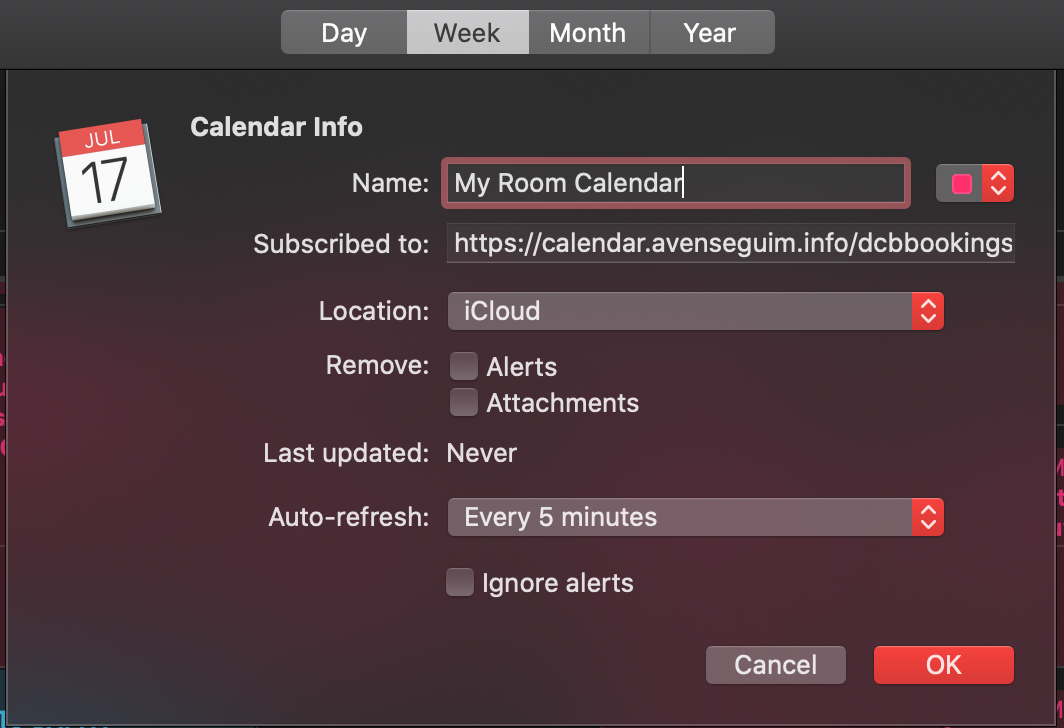 Day Week Month Year
Calendar Info
JUL
17
Name: My Room Calendar
Subscribed to: https://calendar.avenseguim.info/dcbbookings
Location: iCloud
Remove: Alerts
Attachments
Last updated: Never
Auto-refresh: Every 5 minutes
Ignore alerts
Cancel OK